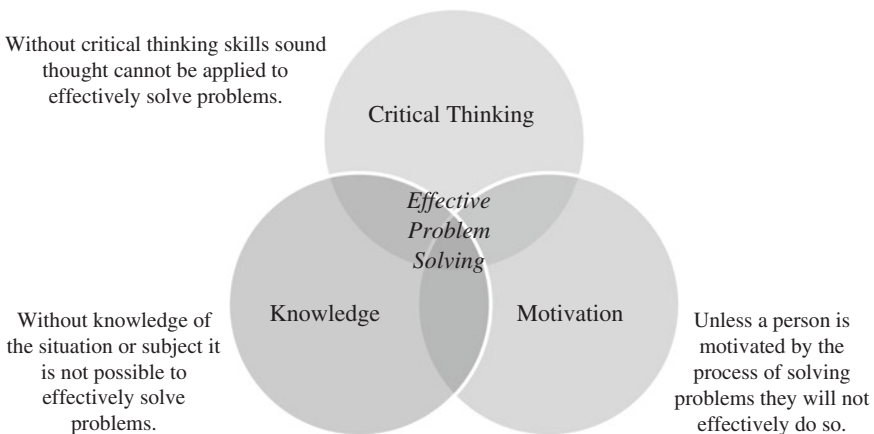 Without critical thinking skills sound
thought cannot be applied to
effectively solve problems.
Critical Thinking
Effective
Problem
Solving
Knowledge
Motivation
Without knowledge of
the situation or subject it
is not possible to
effectively solve
problems.
Unless a person is
motivated by the
process of solving
problems they will not
effectively do so.